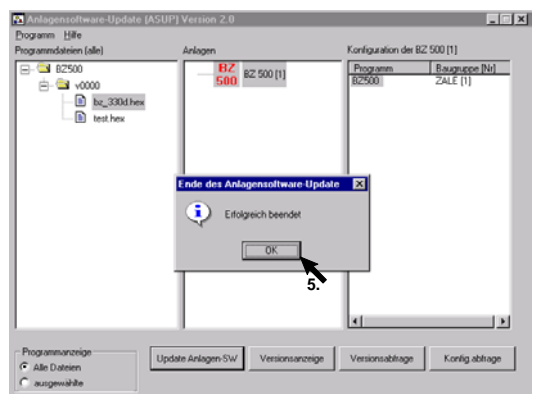 Anlagensoftware-Update (ASUP) Version 2.0
Programm Hilfe
Programmdateien (alle)
BZ500
v0000
bz_330d.hex
test.hex
Anlagen
BZ
500
BZ 500 [1]
Konfiguration der BZ 500 [1]
Programm Baugruppe [Nr]
BZ500 ZALE [1]
Ende des Anlagensoftware-Update
Erfolgreich beendet
OK
5.
Programmanzeige
Alle Dateien
ausgewählte
Update Anlagen-SW Versionsanzeige Versionsabfrage Konfig.abfrage